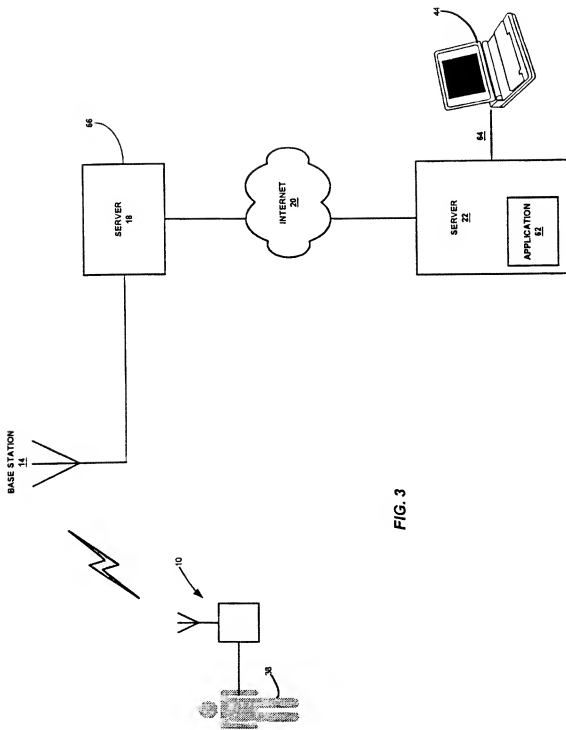 BASE STATION
14
66
SERVER
18
INTERNET
20
SERVER
22
APPLICATION
62
64
44
10
38
FIG. 3